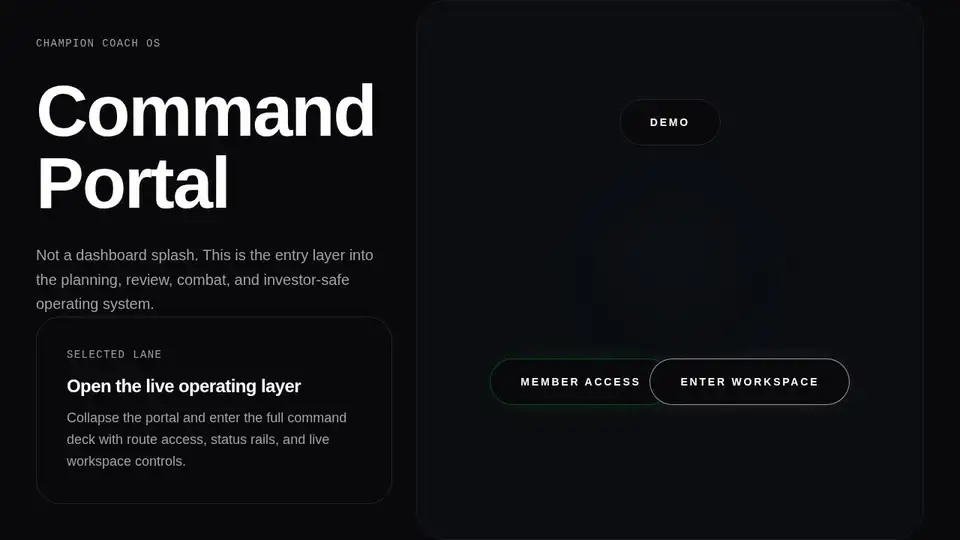 CHAMPION COACH OS
Command
Portal
Not a dashboard splash. This is the entry layer into
the planning, review, combat, and investor-safe
operating system.
SELECTED LANE
Open the live operating layer
Collapse the portal and enter the full command
deck with route access, status rails, and live
workspace controls.
DEMO
MEMBER ACCESS
ENTER WORKSPACE